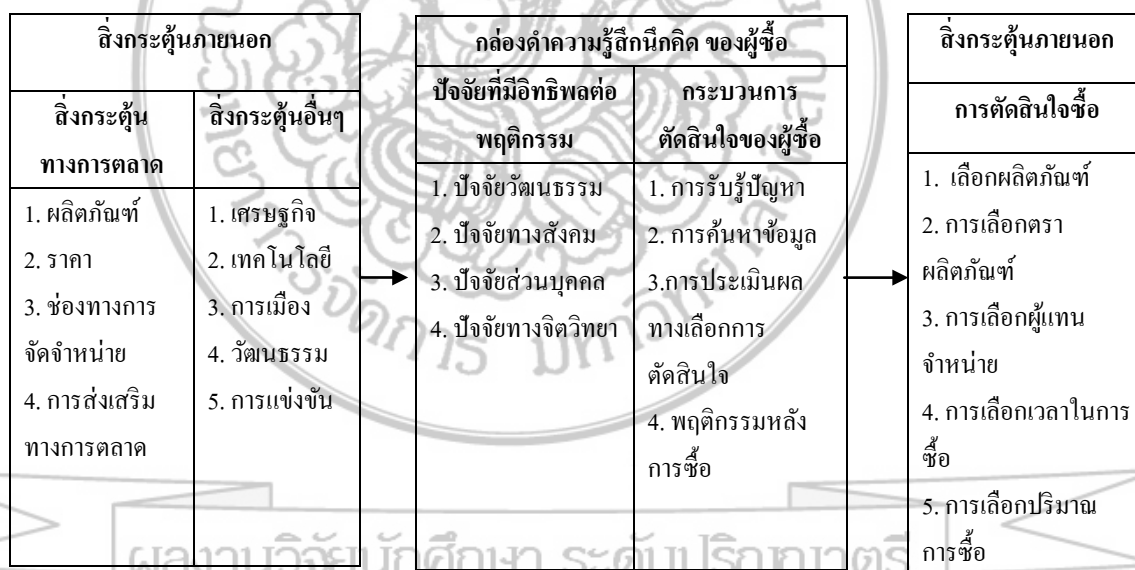 สิ่งกระตุ้นภายนอก
สิ่งกระตุ้น
ทางการตลาด
สิ่งกระตุ้นอื่นๆ
1. ผลิตภัณฑ์
2. ราคา
3. ช่องทางการ
จัดจำหน่าย
4. การส่งเสริม
ทางการตลาด
1. เศรษฐกิจ
2. เทคโนโลยี
3. การเมือง
4. วัฒนธรรม
5. การแข่งขัน
กล่องดำความรู้สึกนึกคิด ของผู้ซื้อ
ปัจจัยที่มีอิทธิพลต่อ
พฤติกรรม
กระบวนการ
ตัดสินใจของผู้ซื้อ
1. ปัจจัยวัฒนธรรม
2. ปัจจัยทางสังคม
3. ปัจจัยส่วนบุคคล
4. ปัจจัยทางจิตวิทยา
1. การรับรู้ปัญหา
2. การค้นหาข้อมูล
3.การประเมินผล
ทางเลือกการ
ตัดสินใจ
4. พฤติกรรมหลัง
การซื้อ
สิ่งกระตุ้นภายนอก
การตัดสินใจซื้อ
1. เลือกผลิตภัณฑ์
2. การเลือกตรา
ผลิตภัณฑ์
3. การเลือกผู้แทน
จำหน่าย
4. การเลือกเวลาในการ
ซื้อ
5. การเลือกปริมาณ
การซื้อ
ผลงานวิจัยนักศึกษา ระดับปริญญาตรี